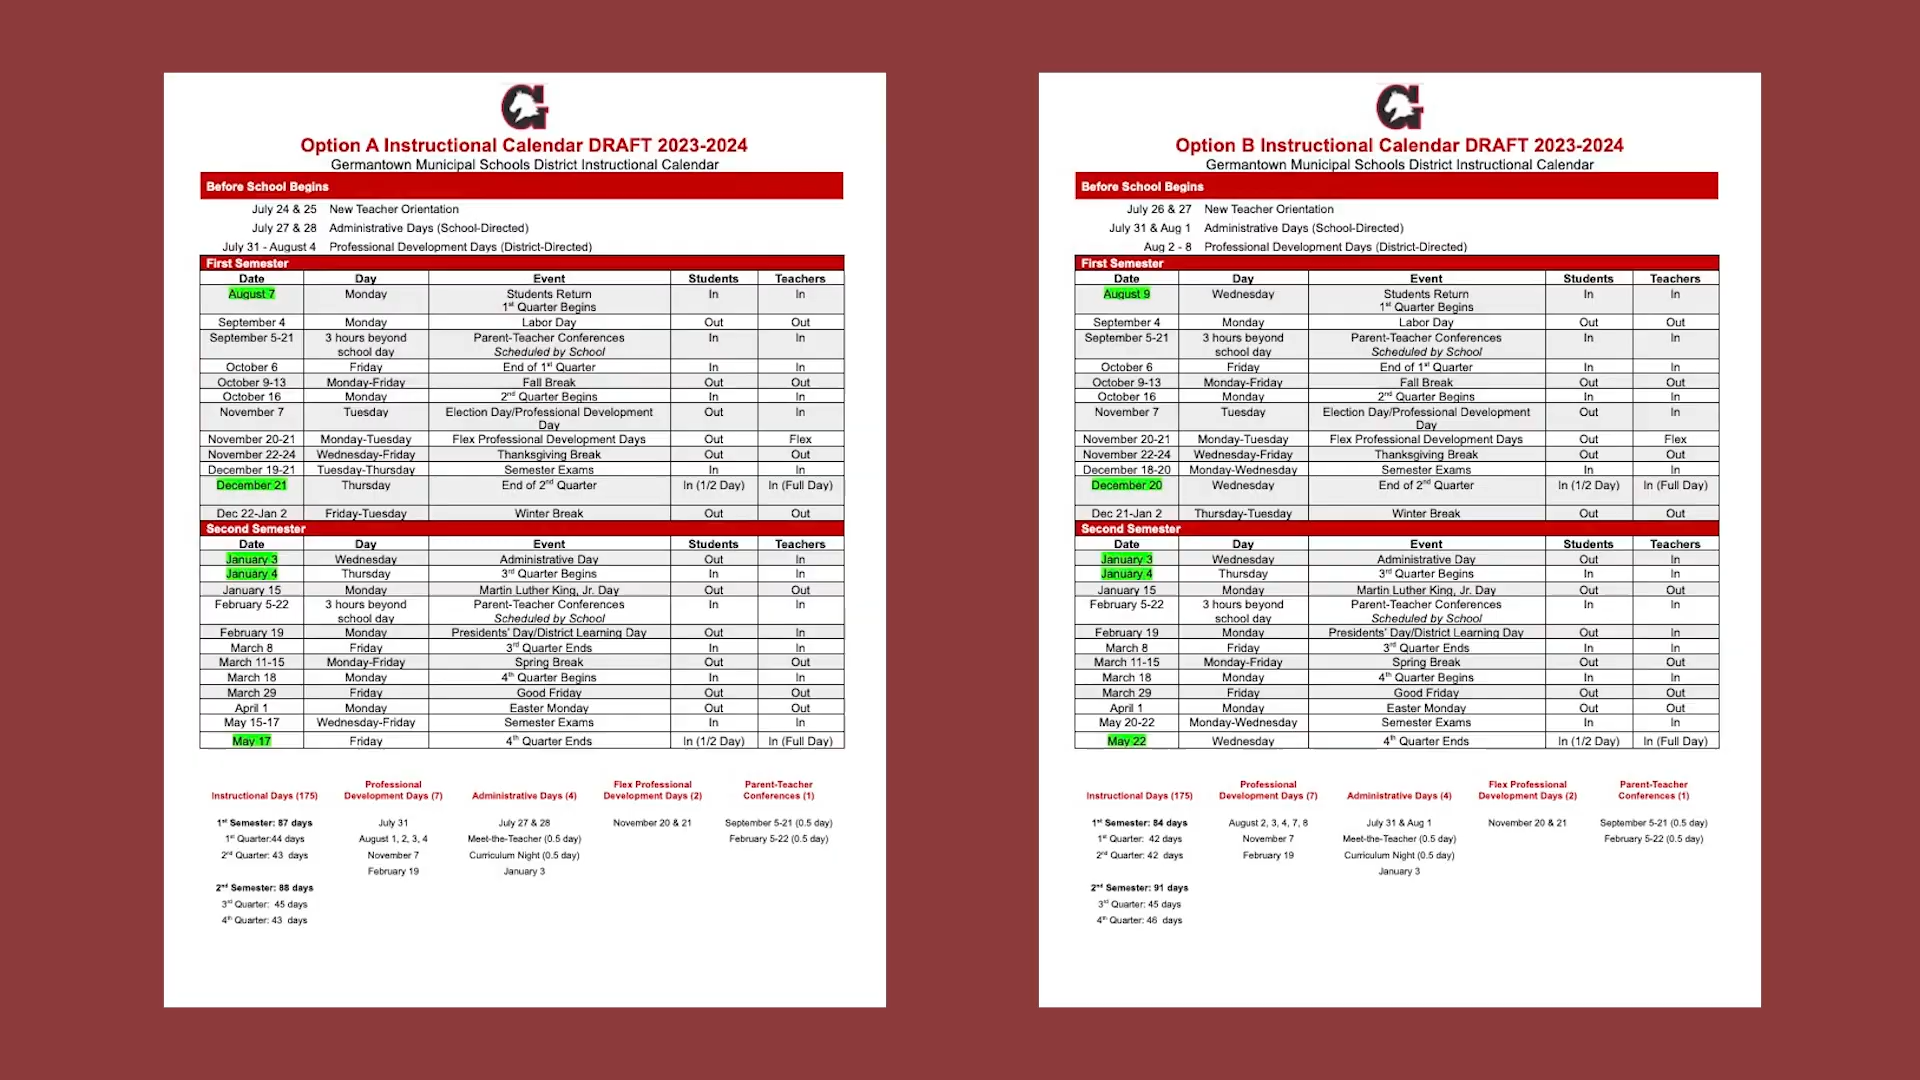 G
Option A Instructional Calendar DRAFT 2023-2024
Germantown Municipal Schools District Instructional Calendar
Before School Begins
July 24 & 25 New Teacher Orientation
July 27 & 28 Administrative Days (School-Directed)
July 31 - August 4 Professional Development Days (District-Directed)
First Semester
Date Day Event Students Teachers
August 7 Monday Students Return In In
1st Quarter Begins
September 4 Monday Labor Day Out Out
September 5-21 3 hours beyond Parent-Teacher Conferences In In
school day Scheduled by School
October 6 Friday End of 1st Quarter In In
October 9-13 Monday-Friday Fall Break Out Out
October 16 Monday 2nd Quarter Begins In In
November 7 Tuesday Election Day/Professional Development Out In
Day
November 20-21 Monday-Tuesday Flex Professional Development Days Out Flex
November 22-24 Wednesday-Friday Thanksgiving Break Out Out
December 19-21 Tuesday-Thursday Semester Exams In In
December 21 Thursday End of 2nd Quarter In (1/2 Day) In (Full Day)
Dec 22-Jan 2 Friday-Tuesday Winter Break Out Out
Second Semester
Date Day Event Students Teachers
January 3 Wednesday Administrative Day Out In
January 4 Thursday 3rd Quarter Begins In In
January 15 Monday Martin Luther King, Jr. Day Out Out
February 5-22 3 hours beyond Parent-Teacher Conferences In In
school day Scheduled by School
February 19 Monday Presidents' Day/District Learning Day Out In
March 8 Friday 3rd Quarter Ends In In
March 11-15 Monday-Friday Spring Break Out Out
March 18 Monday 4th Quarter Begins In In
March 29 Friday Good Friday Out Out
April 1 Monday Easter Monday Out Out
May 15-17 Wednesday-Friday Semester Exams In In
May 17 Friday 4th Quarter Ends In (1/2 Day) In (Full Day)
Professional Flex Professional Parent-Teacher
Instructional Days (175) Development Days (7) Administrative Days (4) Development Days (2) Conferences (1)
1st Semester: 87 days July 31 July 27 & 28 November 20 & 21 September 5-21 (0.5 day)
1st Quarter:44 days August 1, 2, 3, 4 Meet-the-Teacher (0.5 day) February 5-22 (0.5 day)
2nd Quarter: 43 days November 7 Curriculum Night (0.5 day)
February 19 January 3
2nd Semester: 88 days
3rd Quarter: 45 days
4th Quarter: 43 days
G
Option B Instructional Calendar DRAFT 2023-2024
Germantown Municipal Schools District Instructional Calendar
Before School Begins
July 26 & 27 New Teacher Orientation
July 31 & Aug 1 Administrative Days (School-Directed)
Aug 2 - 8 Professional Development Days (District-Directed)
First Semester
Date Day Event Students Teachers
August 9 Wednesday Students Return In In
1st Quarter Begins
September 4 Monday Labor Day Out Out
September 5-21 3 hours beyond Parent-Teacher Conferences In In
school day Scheduled by School
October 6 Friday End of 1st Quarter In In
October 9-13 Monday-Friday Fall Break Out Out
October 16 Monday 2nd Quarter Begins In In
November 7 Tuesday Election Day/Professional Development Out In
Day
November 20-21 Monday-Tuesday Flex Professional Development Days Out Flex
November 22-24 Wednesday-Friday Thanksgiving Break Out Out
December 18-20 Monday-Wednesday Semester Exams In In
December 20 Wednesday End of 2nd Quarter In (1/2 Day) In (Full Day)
Dec 21-Jan 2 Thursday-Tuesday Winter Break Out Out
Second Semester
Date Day Event Students Teachers
January 3 Wednesday Administrative Day Out In
January 4 Thursday 3rd Quarter Begins In In
January 15 Monday Martin Luther King, Jr. Day Out Out
February 5-22 3 hours beyond Parent-Teacher Conferences In In
school day Scheduled by School
February 19 Monday Presidents' Day/District Learning Day Out In
March 8 Friday 3rd Quarter Ends In In
March 11-15 Monday-Friday Spring Break Out Out
March 18 Monday 4th Quarter Begins In In
March 29 Friday Good Friday Out Out
April 1 Monday Easter Monday Out Out
May 20-22 Monday-Wednesday Semester Exams In In
May 22 Wednesday 4th Quarter Ends In (1/2 Day) In (Full Day)
Professional Flex Professional Parent-Teacher
Instructional Days (175) Development Days (7) Administrative Days (4) Development Days (2) Conferences (1)
1st Semester: 84 days August 2, 3, 4, 7, 8 July 31 & Aug 1 November 20 & 21 September 5-21 (0.5 day)
1st Quarter: 42 days November 7 Meet-the-Teacher (0.5 day) February 5-22 (0.5 day)
2nd Quarter: 42 days February 19 Curriculum Night (0.5 day)
January 3
2nd Semester: 91 days
3rd Quarter: 45 days
4th Quarter: 46 days